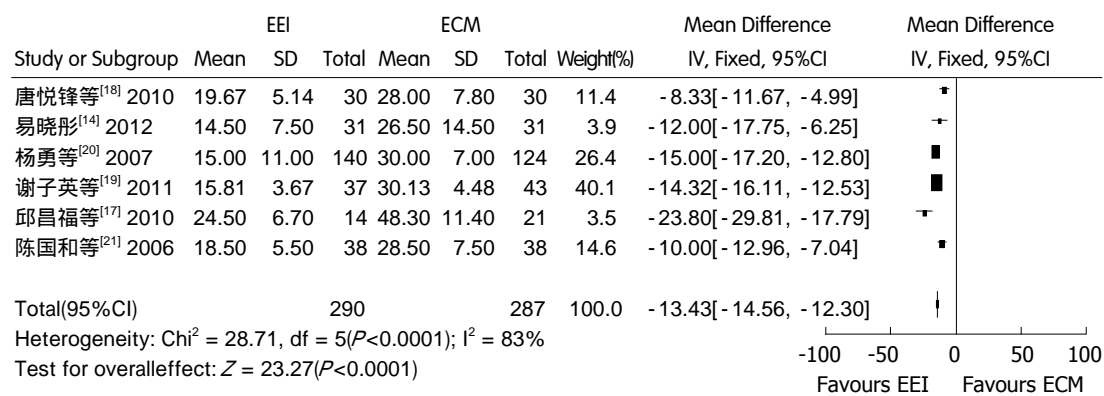 EEI ECM Mean Difference Mean Difference
Study or Subgroup Mean SD Total Mean SD Total Weight(%) IV, Fixed, 95%CI IV, Fixed, 95%CI
唐悦锋等[18] 2010 19.67 5.14 30 28.00 7.80 30 11.4 -8.33[-11.67, -4.99]
易晓彤[14] 2012 14.50 7.50 31 26.50 14.50 31 3.9 -12.00[-17.75, -6.25]
杨勇等[20] 2007 15.00 11.00 140 30.00 7.00 124 26.4 -15.00[-17.20, -12.80]
谢子英等[19] 2011 15.81 3.67 37 30.13 4.48 43 40.1 -14.32[-16.11, -12.53]
邱昌福等[17] 2010 24.50 6.70 14 48.30 11.40 21 3.5 -23.80[-29.81, -17.79]
陈国和等[21] 2006 18.50 5.50 38 28.50 7.50 38 14.6 -10.00[-12.96, -7.04]
Total(95%CI) 290 287 100.0 -13.43[-14.56, -12.30]
Heterogeneity: Chi² = 28.71, df = 5(P<0.0001); I² = 83%
Test for overalleffect: Z = 23.27(P<0.0001)
-100 -50 0 50 100
Favours EEI Favours ECM